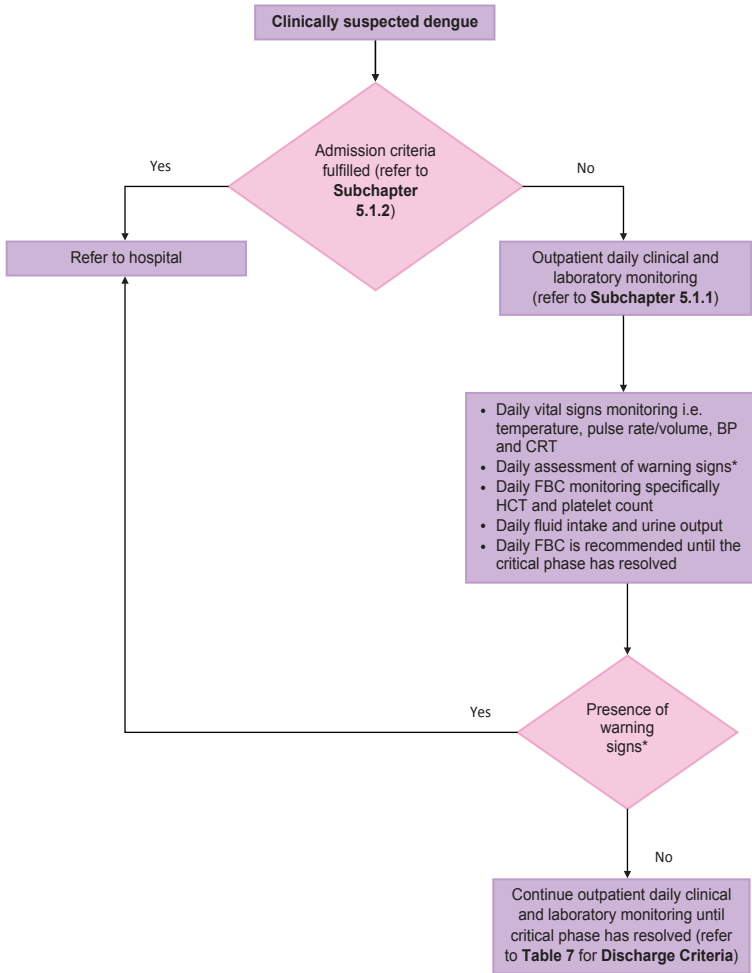 Clinically suspected dengue
Admission criteria
fulfilled (refer to
Subchapter
5.1.2)
Yes
No
Refer to hospital
Outpatient daily clinical and
laboratory monitoring
(refer to Subchapter 5.1.1)
• Daily vital signs monitoring i.e.
temperature, pulse rate/volume, BP
and CRT
• Daily assessment of warning signs*
• Daily FBC monitoring specifically
HCT and platelet count
• Daily fluid intake and urine output
• Daily FBC is recommended until the
critical phase has resolved
Presence of
warning
signs*
Yes
No
Continue outpatient daily clinical
and laboratory monitoring until
critical phase has resolved (refer
to Table 7 for Discharge Criteria)